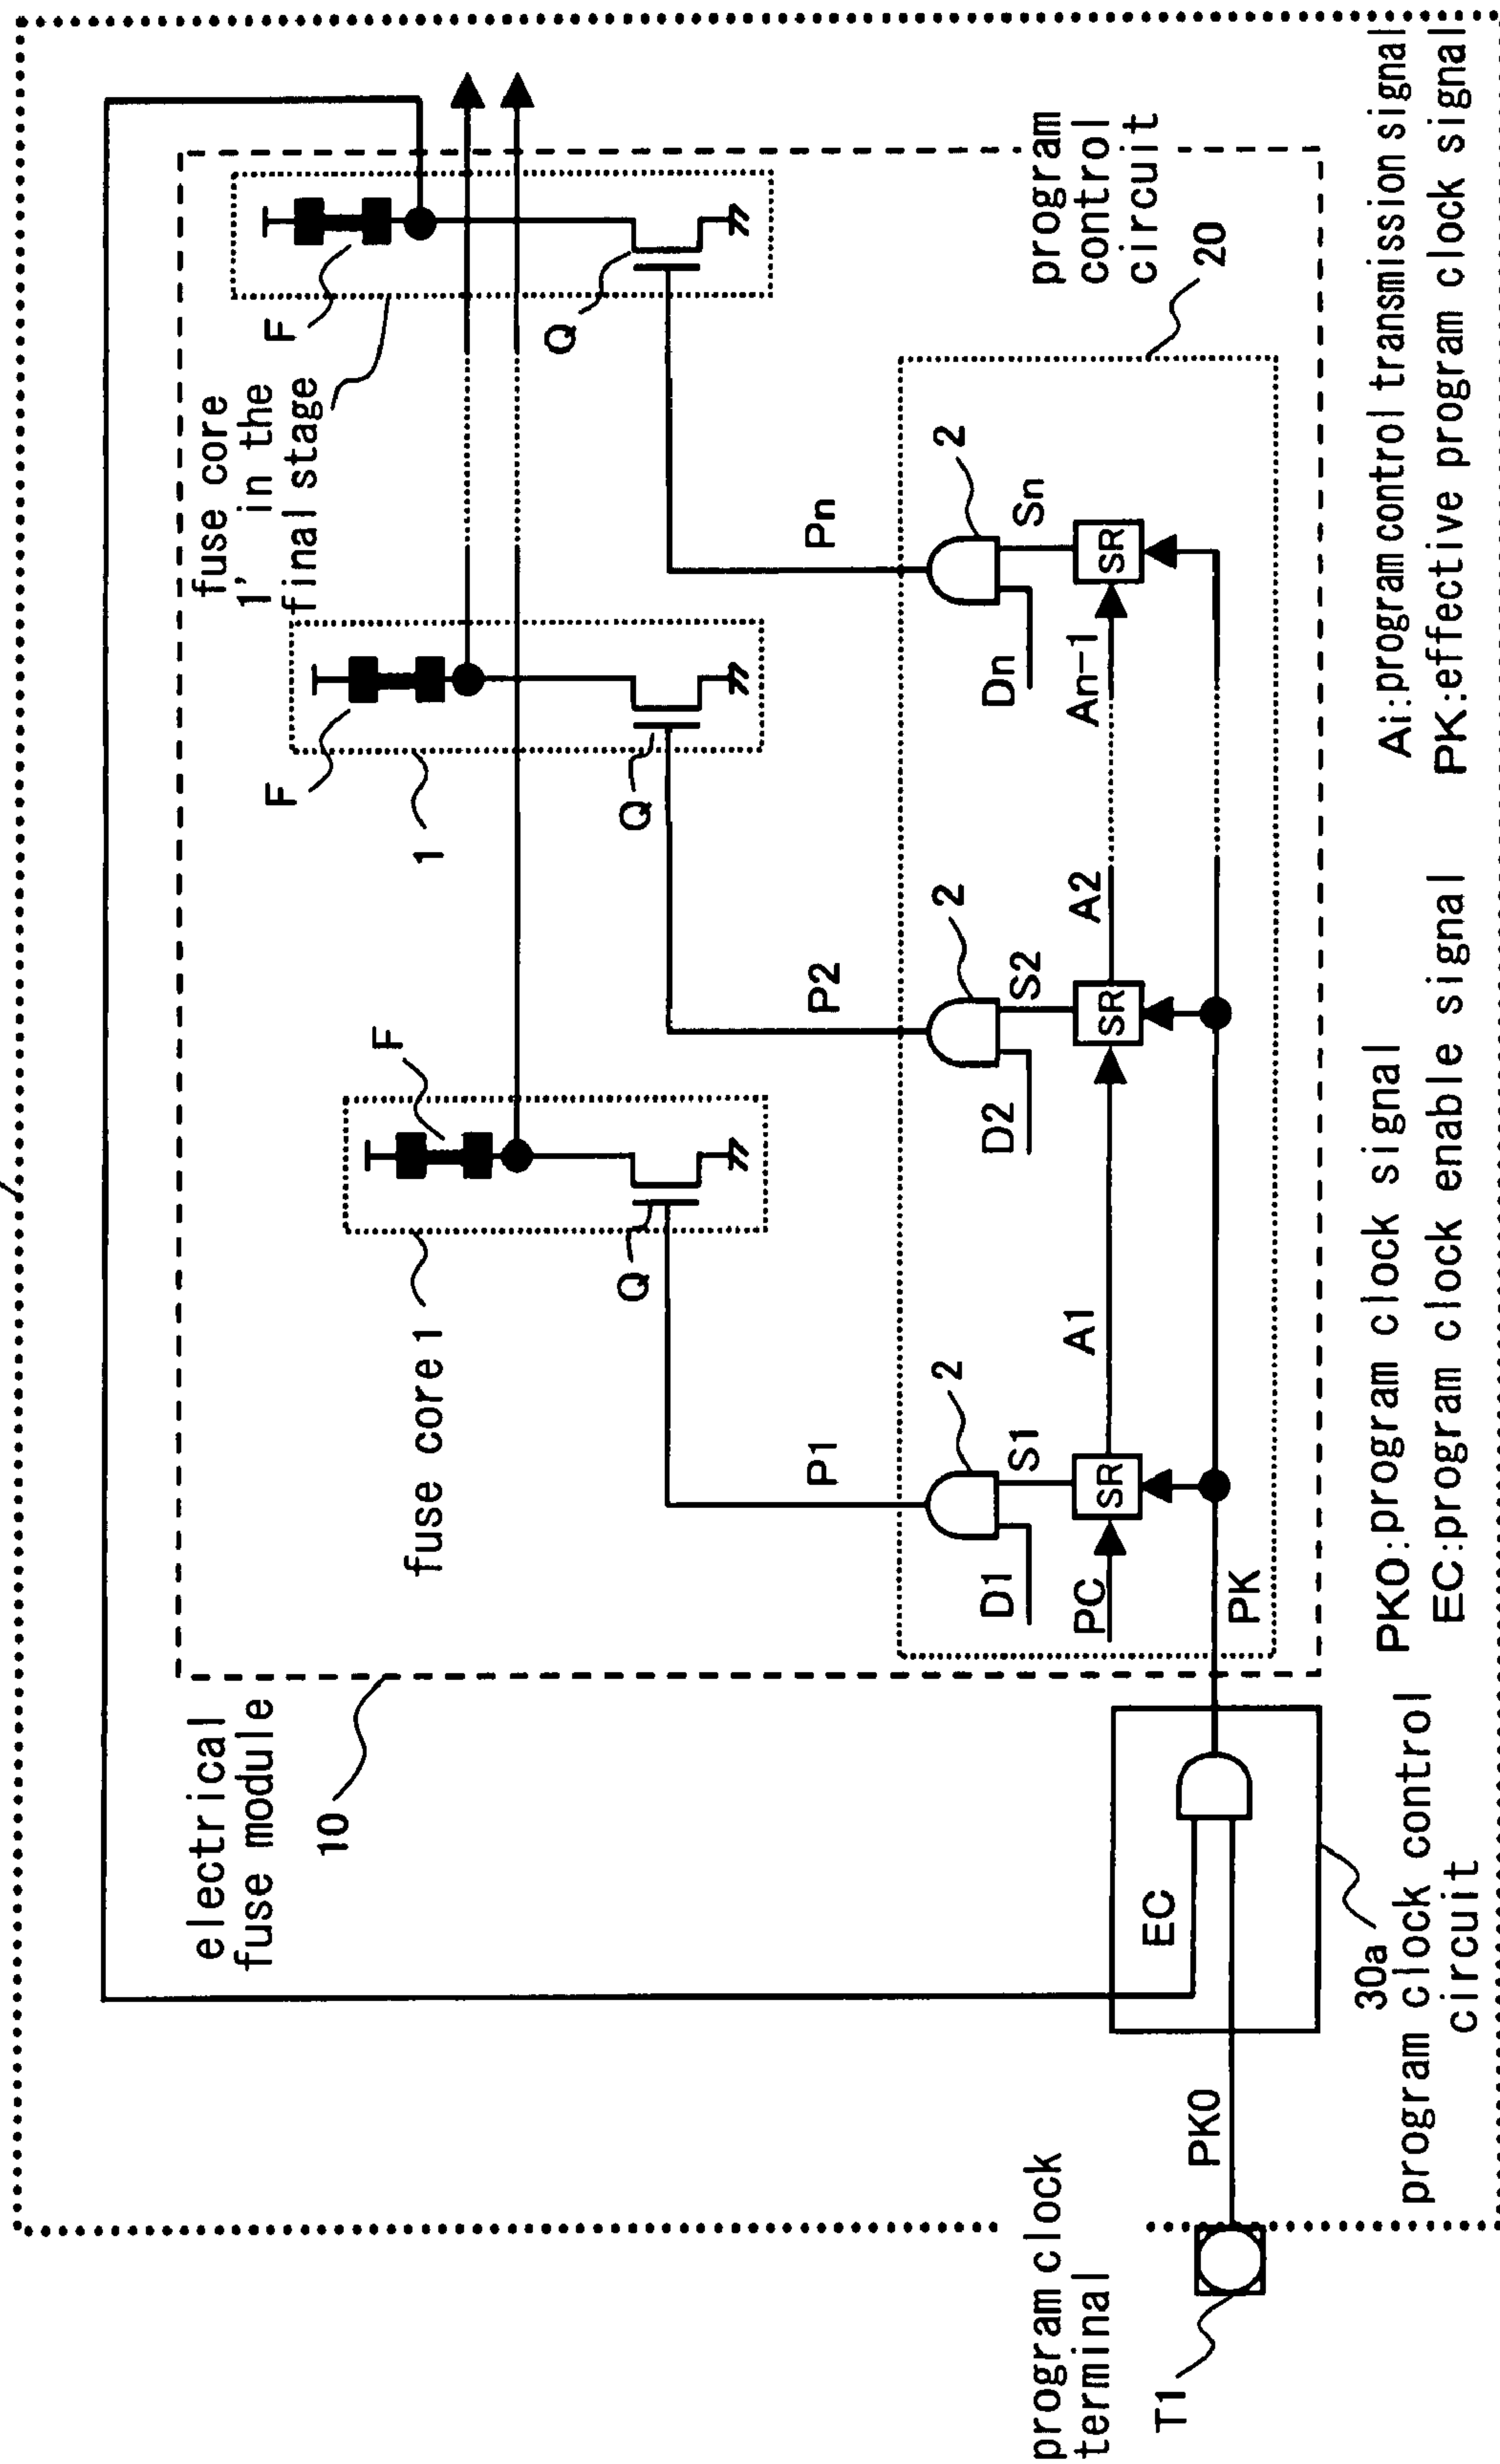 fuse core
1' in the
final stage
F
F
F
fuse core 1
1
Q
Q
Q
electrical
fuse module
10
P1
P2
Pn
program
control
circuit
20
2
2
2
D1
S1
D2
S2
Dn
Sn
PC
SR
A1
SR
A2
An-1
SR
PK
EC
30a
program clock control
circuit
PK0
program clock
terminal
T1
PK0:program clock signal
EC:program clock enable signal
Ai:program control transmission signal
PK:effective program clock signal